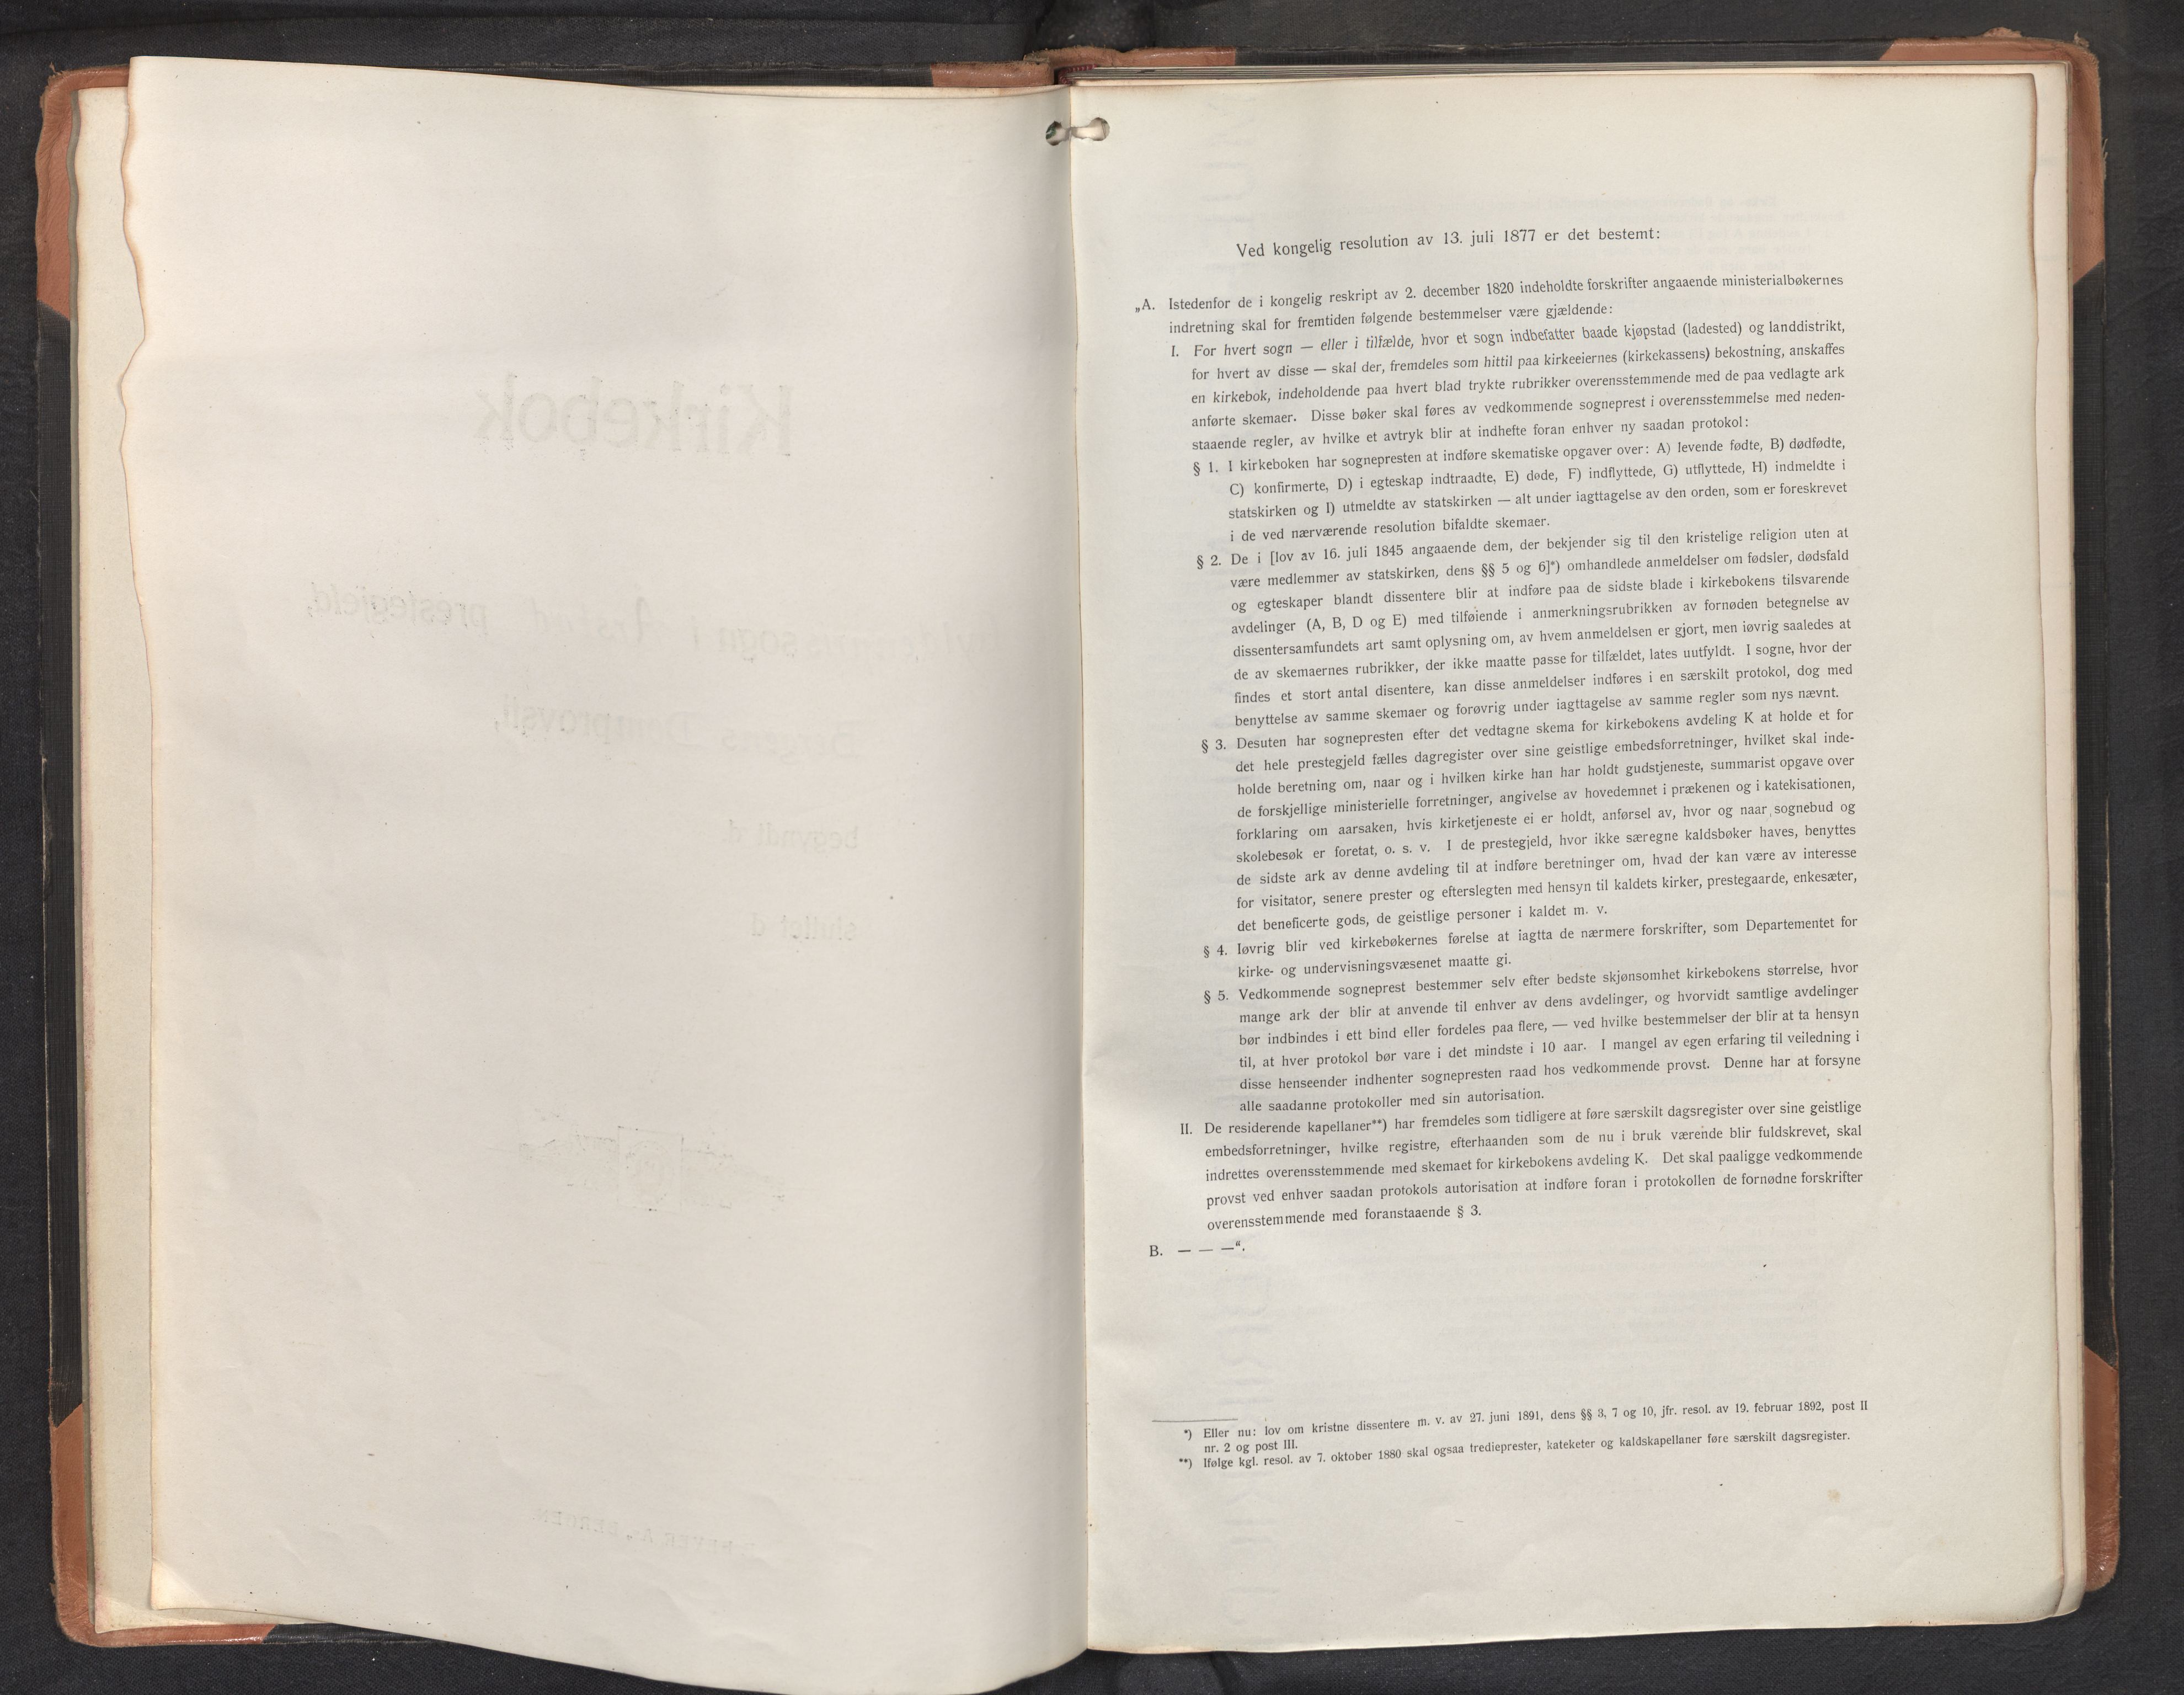 Kirkebok
sogn i Årstad prestegjeld,
Domprovsti,
begyndt d
sluttet d
BEYER A.s BERGEN
Ved kongelig resolution av 13. juli 1877 er det bestemt:
„A. Istedenfor de i kongelig reskript av 2. december 1820 indeholdte forskrifter angaaende ministerialbøkernes
indretning skal for fremtiden følgende bestemmelser være gjældende:
I. For hvert sogn — eller i tilfælde, hvor et sogn indbefatter baade kjøpstad (ladested) og landdistrikt,
for hvert av disse — skal der, fremdeles som hittil paa kirkeeiernes (kirkekassens) bekostning, anskaffes
en kirkebok, indeholdende paa hvert blad trykte rubrikker overensstemmende med de paa vedlagte ark
anførte skemaer. Disse bøker skal føres av vedkommende sogneprest i overensstemmelse med neden-
staaende regler, av hvilke et avtryk blir at indhefte foran enhver ny saadan protokol:
§ 1. I kirkeboken har sognepresten at indføre skematiske opgaver over: A) levende fødte, B) dødfødte,
C) konfirmerte, D) i egteskap indtraadte, E) døde, F) indflyttede, G) utflyttede, H) indmeldte i
statskirken og I) utmeldte av statskirken — alt under iagttagelse av den orden, som er foreskrevet
i de ved nærværende resolution bifaldte skemaer.
§ 2. De i [lov av 16. juli 1845 angaaende dem, der bekjender sig til den kristelige religion uten at
være medlemmer av statskirken, dens §§ 5 og 6]*) omhandlede anmeldelser om fødsler, dødsfald
og egteskaper blandt dissentere blir at indføre paa de sidste blade i kirkebokens tilsvarende
avdelinger (A, B, D og E) med tilføiende i anmerkningsrubrikken av fornøden betegnelse av
dissentersamfundets art samt oplysning om, av hvem anmeldelsen er gjort, men iøvrig saaledes at
de av skemaernes rubrikker, der ikke maatte passe for tilfældet, lates uutfyldt. I sogne, hvor der
findes et stort antal disentere, kan disse anmeldelser indføres i en særskilt protokol, dog med
benyttelse av samme skemaer og forøvrig under iagttagelse av samme regler som nys nævnt.
§ 3. Desuten har sognepresten efter det vedtagne skema for kirkebokens avdeling K at holde et for
det hele prestegjeld fælles dagregister over sine geistlige embedsforretninger, hvilket skal inde-
holde beretning om, naar og i hvilken kirke han har holdt gudstjeneste, summarist opgave over
de forskjellige ministerielle forretninger, angivelse av hovedemnet i prækenen og i katekisationen,
forklaring om aarsaken, hvis kirketjeneste ei er holdt, anførsel av, hvor og naar sognebud og
skolebesøk er foretat, o. s. v. I de prestegjeld, hvor ikke særegne kaldsbøker haves, benyttes
de sidste ark av denne avdeling til at indføre beretninger om, hvad der kan være av interesse
for visitator, senere prester og efterslegten med hensyn til kaldets kirker, prestegaarde, enkesæter,
det beneficerte gods, de geistlige personer i kaldet m. v.
§ 4. Iøvrig blir ved kirkebøkernes førelse at iagtta de nærmere forskrifter, som Departementet for
kirke- og undervisningsvæsenet maatte gi.
§ 5. Vedkommende sogneprest bestemmer selv efter bedste skjønsomhet kirkebokens størrelse, hvor
mange ark der blir at anvende til enhver av dens avdelinger, og hvorvidt samtlige avdelinger
bør indbindes i ett bind eller fordeles paa flere, — ved hvilke bestemmelser der blir at ta hensyn
til, at hver protokol bør vare i det mindste i 10 aar. I mangel av egen erfaring til veiledning i
disse henseender indhenter sognepresten raad hos vedkommende provst. Denne har at forsyne
alle saadanne protokoller med sin autorisation.
II. De residerende kapellaner**) har fremdeles som tidligere at føre særskilt dagsregister over sine geistlige
embedsforretninger, hvilke registre, efterhaanden som de nu i bruk værende blir fuldskrevet, skal
indrettes overensstemmende med skemaet for kirkebokens avdeling K. Det skal paaligge vedkommende
provst ved enhver saadan protokols autorisation at indføre foran i protokollen de fornødne forskrifter
overensstemmende med foranstaaende § 3.
B. — — —“.
*) Eller nu: lov om kristne dissentere m. v. av 27. juni 1891, dens §§ 3, 7 og 10, jfr. resol. av 19. februar 1892, post II
nr. 2 og post III.
**) Ifølge kgl. resol. av 7. oktober 1880 skal ogsaa tredieprester, kateketer og kaldskapellaner føre særskilt dagsregister.